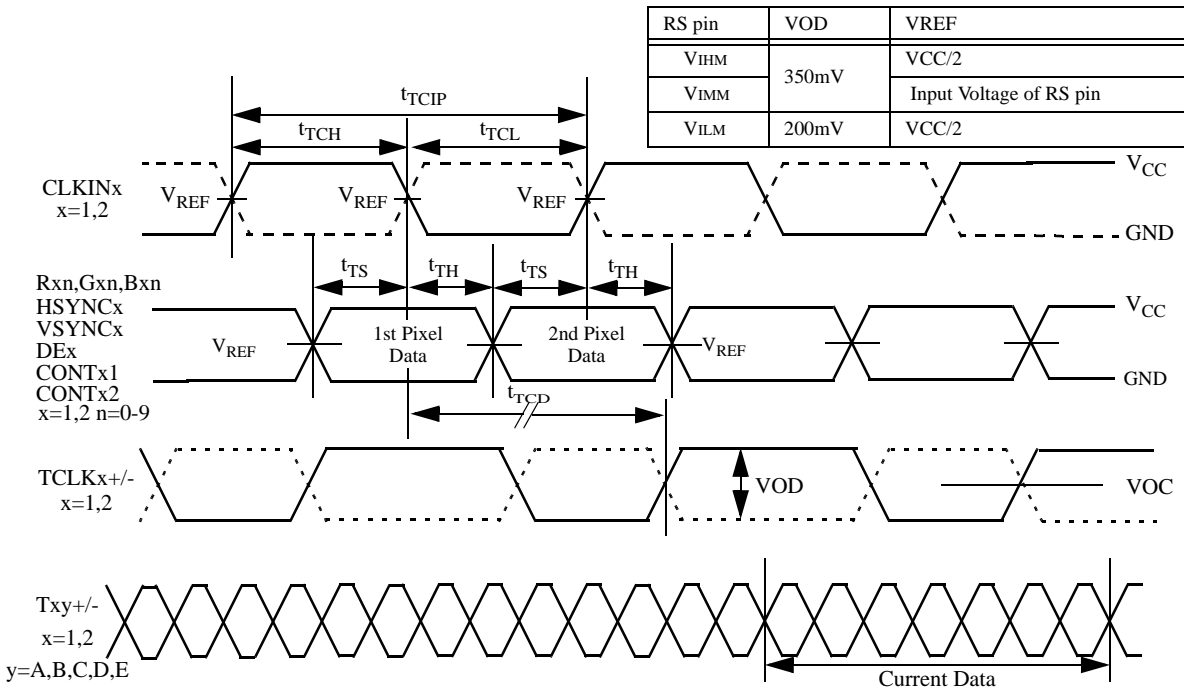 RS pin VOD VREF
VIHM 350mV VCC/2
VIMM Input Voltage of RS pin
VILM 200mV VCC/2
tTCIP
tTCH tTCL
CLKINx
x=1,2
VREF VREF VREF
VCC
GND
tTS tTH tTS tTH
Rxn,Gxn,Bxn
HSYNCx
VSYNCx
DEx
CONTx1
CONTx2
x=1,2 n=0-9
VREF
1st Pixel
Data
2nd Pixel
Data
VREF
VCC
GND
tTCD
TCLKx+/-
x=1,2
VOD
VOC
Txy+/-
x=1,2
y=A,B,C,D,E
Current Data